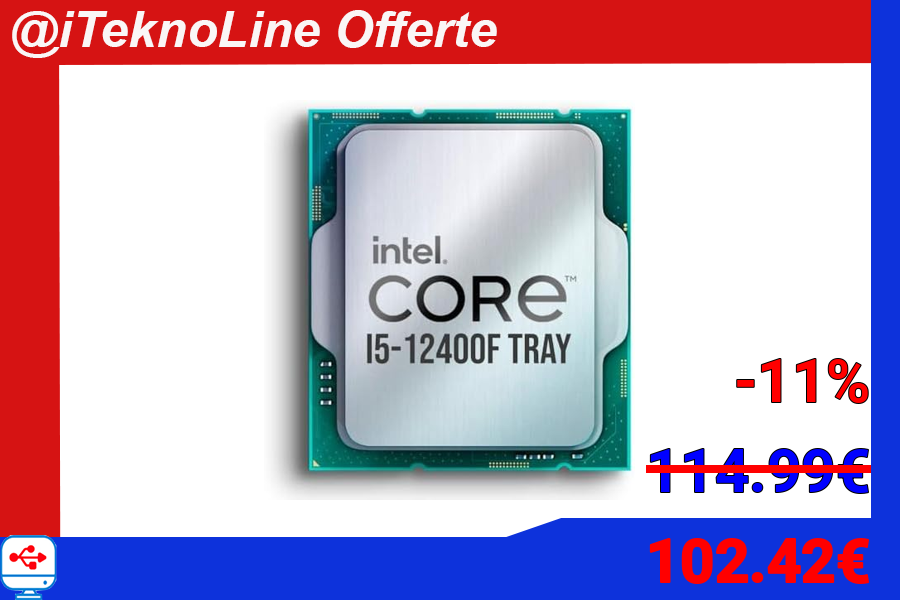 @iTeknoLine Offerte
intel.
CORE™
I5-12400F TRAY
-11%
114.99€
102.42€